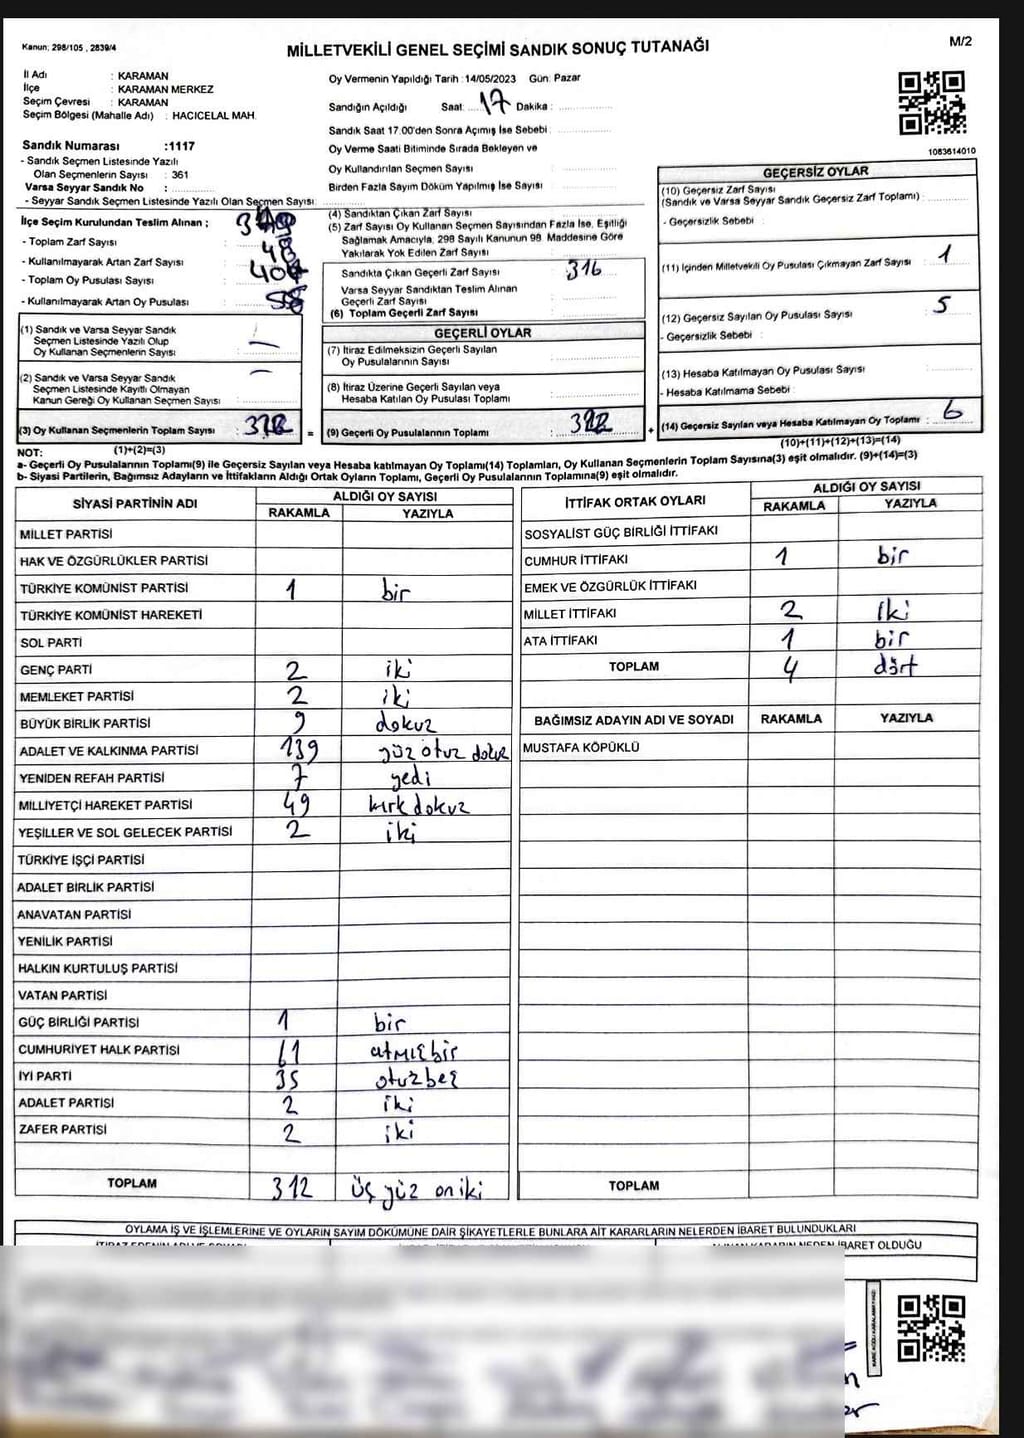 Kanun: 298/105 , 2839/4
MİLLETVEKİLİ GENEL SEÇİMİ SANDIK SONUÇ TUTANAĞI
M/2
İl Adı : KARAMAN
İlçe : KARAMAN MERKEZ
Seçim Çevresi : KARAMAN
Seçim Bölgesi (Mahalle Adı) : HACICELAL MAH.
Sandık Numarası :1117
- Sandık Seçmen Listesinde Yazılı
Olan Seçmenlerin Sayısı : 361
Varsa Seyyar Sandık No :
- Seyyar Sandık Seçmen Listesinde Yazılı Olan Seçmen Sayısı:
Oy Vermenin Yapıldığı Tarih :14/05/2023 Gün: Pazar
Sandığın Açıldığı Saat: 17 Dakika :
Sandık Saat 17.00'den Sonra Açımış İse Sebebi :
Oy Verme Saati Bitiminde Sırada Bekleyen ve
Oy Kullandırılan Seçmen Sayısı :
Birden Fazla Sayım Döküm Yapılmış İse Sayısı :
1083614010
İlçe Seçim Kurulundan Teslim Alınan ;
- Toplam Zarf Sayısı :
- Kullanılmayarak Artan Zarf Sayısı : 48
- Toplam Oy Pusulası Sayısı :
- Kullanılmayarak Artan Oy Pusulası :
(1) Sandık ve Varsa Seyyar Sandık
Seçmen Listesinde Yazılı Olup
Oy Kullanan Seçmenlerin Sayısı :
(2) Sandık ve Varsa Seyyar Sandık
Seçmen Listesinde Kayıtlı Olmayan
Kanun Gereği Oy Kullanan Seçmen Sayısı :
(3) Oy Kullanan Seçmenlerin Toplam Sayısı :
(4) Sandıktan Çıkan Zarf Sayısı
(5) Zarf Sayısı Oy Kullanan Seçmen Sayısından Fazla İse, Eşitliği
Sağlamak Amacıyla, 298 Sayılı Kanunun 98. Maddesine Göre
Yakılarak Yok Edilen Zarf Sayısı :
Sandıkta Çıkan Geçerli Zarf Sayısı : 316
Varsa Seyyar Sandıktan Teslim Alınan
Geçerli Zarf Sayısı :
(6) Toplam Geçerli Zarf Sayısı :
GEÇERLİ OYLAR
(7) İtiraz Edilmeksizin Geçerli Sayılan
Oy Pusulalarının Sayısı :
(8) İtiraz Üzerine Geçerli Sayılan veya
Hesaba Katılan Oy Pusulası Toplamı :
= (9) Geçerli Oy Pusulalarının Toplamı :
GEÇERSİZ OYLAR
(10) Geçersiz Zarf Sayısı
(Sandık ve Varsa Seyyar Sandık Geçersiz Zarf Toplamı) :
- Geçersizlik Sebebi :
(11) İçinden Milletvekili Oy Pusulası Çıkmayan Zarf Sayısı : 1
(12) Geçersiz Sayılan Oy Pusulası Sayısı : 5
- Geçersizlik Sebebi :
(13) Hesaba Katılmayan Oy Pusulası Sayısı :
- Hesaba Katılmama Sebebi :
+ (14) Geçersiz Sayılan veya Hesaba Katılmayan Oy Toplamı : 6
NOT: (1)+(2)=(3) (10)+(11)+(12)+(13)=(14)
a- Geçerli Oy Pusulalarının Toplamı(9) ile Geçersiz Sayılan veya Hesaba katılmayan Oy Toplamı(14) Toplamları, Oy Kullanan Seçmenlerin Toplam Sayısına(3) eşit olmalıdır. (9)+(14)=(3)
b- Siyasi Partilerin, Bağımsız Adayların ve İttifakların Aldığı Ortak Oyların Toplamı, Geçerli Oy Pusulalarının Toplamına(9) eşit olmalıdır.
SİYASİ PARTİNİN ADI ALDIĞI OY SAYISI
RAKAMLA YAZIYLA
MİLLET PARTİSİ
HAK VE ÖZGÜRLÜKLER PARTİSİ
TÜRKİYE KOMÜNİST PARTİSİ 1 bir
TÜRKİYE KOMÜNİST HAREKETİ
SOL PARTİ
GENÇ PARTİ 2 iki
MEMLEKET PARTİSİ 2 iki
BÜYÜK BİRLİK PARTİSİ 9 dokuz
ADALET VE KALKINMA PARTİSİ 139 yüz otuz dokuz
YENİDEN REFAH PARTİSİ 7 yedi
MİLLİYETÇİ HAREKET PARTİSİ 49 kırk dokuz
YEŞİLLER VE SOL GELECEK PARTİSİ 2 iki
TÜRKİYE İŞÇİ PARTİSİ
ADALET BİRLİK PARTİSİ
ANAVATAN PARTİSİ
YENİLİK PARTİSİ
HALKIN KURTULUŞ PARTİSİ
VATAN PARTİSİ
GÜÇ BİRLİĞİ PARTİSİ 1 bir
CUMHURİYET HALK PARTİSİ 61 atmışbir
İYİ PARTİ 35 otuzbeş
ADALET PARTİSİ 2 iki
ZAFER PARTİSİ 2 iki
TOPLAM 312 üç yüz on iki
İTTİFAK ORTAK OYLARI ALDIĞI OY SAYISI
RAKAMLA YAZIYLA
SOSYALİST GÜÇ BİRLİĞİ İTTİFAKI
CUMHUR İTTİFAKI 1 bir
EMEK VE ÖZGÜRLÜK İTTİFAKI
MİLLET İTTİFAKI 2 iki
ATA İTTİFAKI 1 bir
TOPLAM 4 dört
BAĞIMSIZ ADAYIN ADI VE SOYADI RAKAMLA YAZIYLA
MUSTAFA KÖPÜKLÜ
TOPLAM
OYLAMA İŞ VE İŞLEMLERİNE VE OYLARIN SAYIM DÖKÜMÜNE DAİR ŞİKAYETLERLE BUNLARA AİT KARARLARIN NELERDEN İBARET BULUNDUKLARI
İBARET OLDUĞU